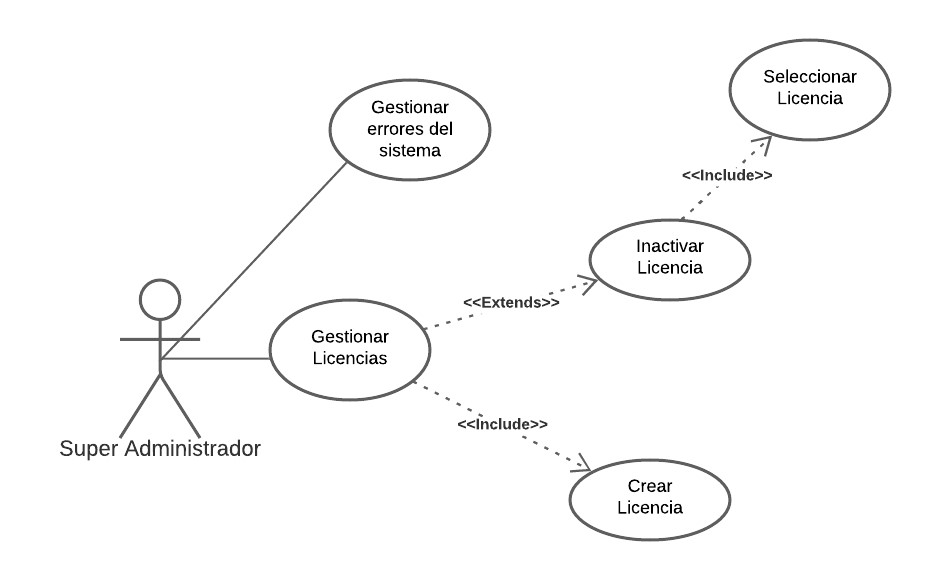 Seleccionar
Licencia
Gestionar
errores del
sistema
<<Include>>
Inactivar
Licencia
<<Extends>>
Gestionar
Licencias
<<Include>>
Super Administrador
Crear
Licencia